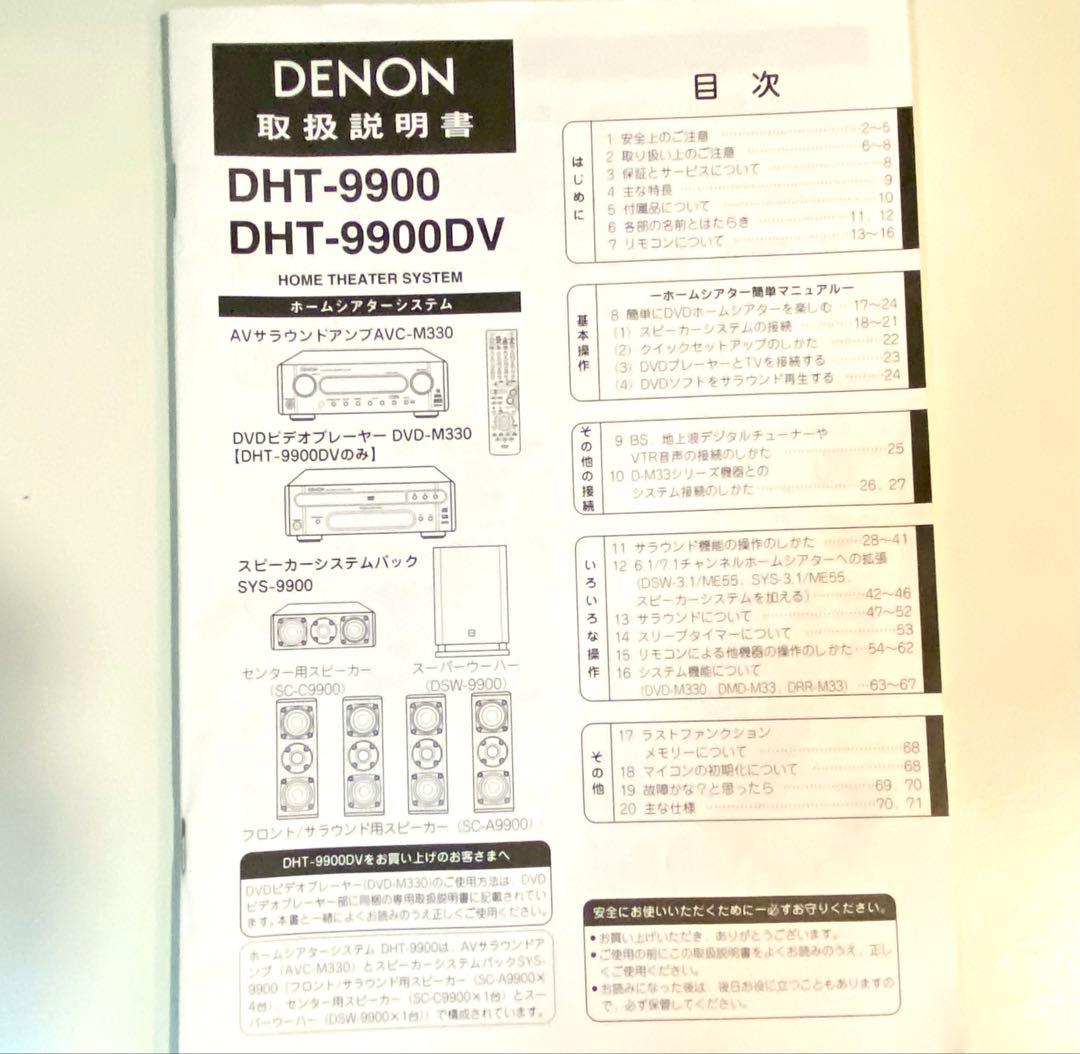 DENON
取扱説明書
DHT-9900
DHT-9900DV
HOME THEATER SYSTEM
ホームシアターシステム
AVサラウンドアンプAVC-M330
DENON
DVDビデオプレーヤー DVD-M330
【DHT-9900DVのみ】
DENON
スピーカーシステムパック
SYS-9900
センター用スピーカー
(SC-C9900)
スーパーウーハー
(DSW-9900)
フロント/サラウンド用スピーカー (SC-A9900)
DHT-9900DVをお買い上げのお客さまへ
DVDビデオプレーヤー(DVD-M330)のご使用方法は、DVD
ビデオプレーヤー部に同梱の専用取扱説明書に記載されてい
ます。本書と一緒によくお読みのうえ正しくご使用ください。
ホームシアターシステム DHT-9900は、AVサラウンドア
ンプ (AVC-M330) とスピーカーシステムパックSYS-
9900 (フロント/サラウンド用スピーカー (SC-A9900×
4台)、センター用スピーカー (SC-C9900×1台) とスー
パーウーハー (DSW-9900×1台)) で構成されています。
目 次
はじめに
1 安全上のご注意 ……… 2〜5
2 取り扱い上のご注意 ……… 6〜8
3 保証とサービスについて ……… 8
4 主な特長 ……… 9
5 付属品について ……… 10
6 各部の名前とはたらき ……… 11、12
7 リモコンについて ……… 13〜16
基本操作
ーホームシアター簡単マニュアルー
8 簡単にDVDホームシアターを楽しむ … 17〜24
(1) スピーカーシステムの接続 ……… 18〜21
(2) クイックセットアップのしかた ……… 22
(3) DVDプレーヤーとTVを接続する ……… 23
(4) DVDソフトをサラウンド再生する ……… 24
その他の接続
9 BS、地上波デジタルチューナーや
VTR音声の接続のしかた ……… 25
10 D-M33シリーズ機器との
システム接続のしかた ……… 26、27
いろいろな操作
11 サラウンド機能の操作のしかた ……… 28〜41
12 6.1/7.1チャンネルホームシアターへの拡張
(DSW-3.1/ME55、SYS-3.1/ME55、
スピーカーシステムを加える) ……… 42〜46
13 サラウンドについて ……… 47〜52
14 スリープタイマーについて ……… 53
15 リモコンによる他機器の操作のしかた … 54〜62
16 システム機能について
(DVD-M330、DMD-M33、DRR-M33) … 63〜67
その他
17 ラストファンクション
メモリーについて ……… 68
18 マイコンの初期化について ……… 68
19 故障かな?と思ったら ……… 69、70
20 主な仕様 ……… 70、71
安全にお使いいただくためにー必ずお守りください。
●お買い上げいただき、ありがとうございます。
●ご使用の前にこの取扱説明書をよくお読みのうえ、正し
くご使用ください。
●お読みになった後は、後日お役に立つこともありますの
で、必ず保管してください。